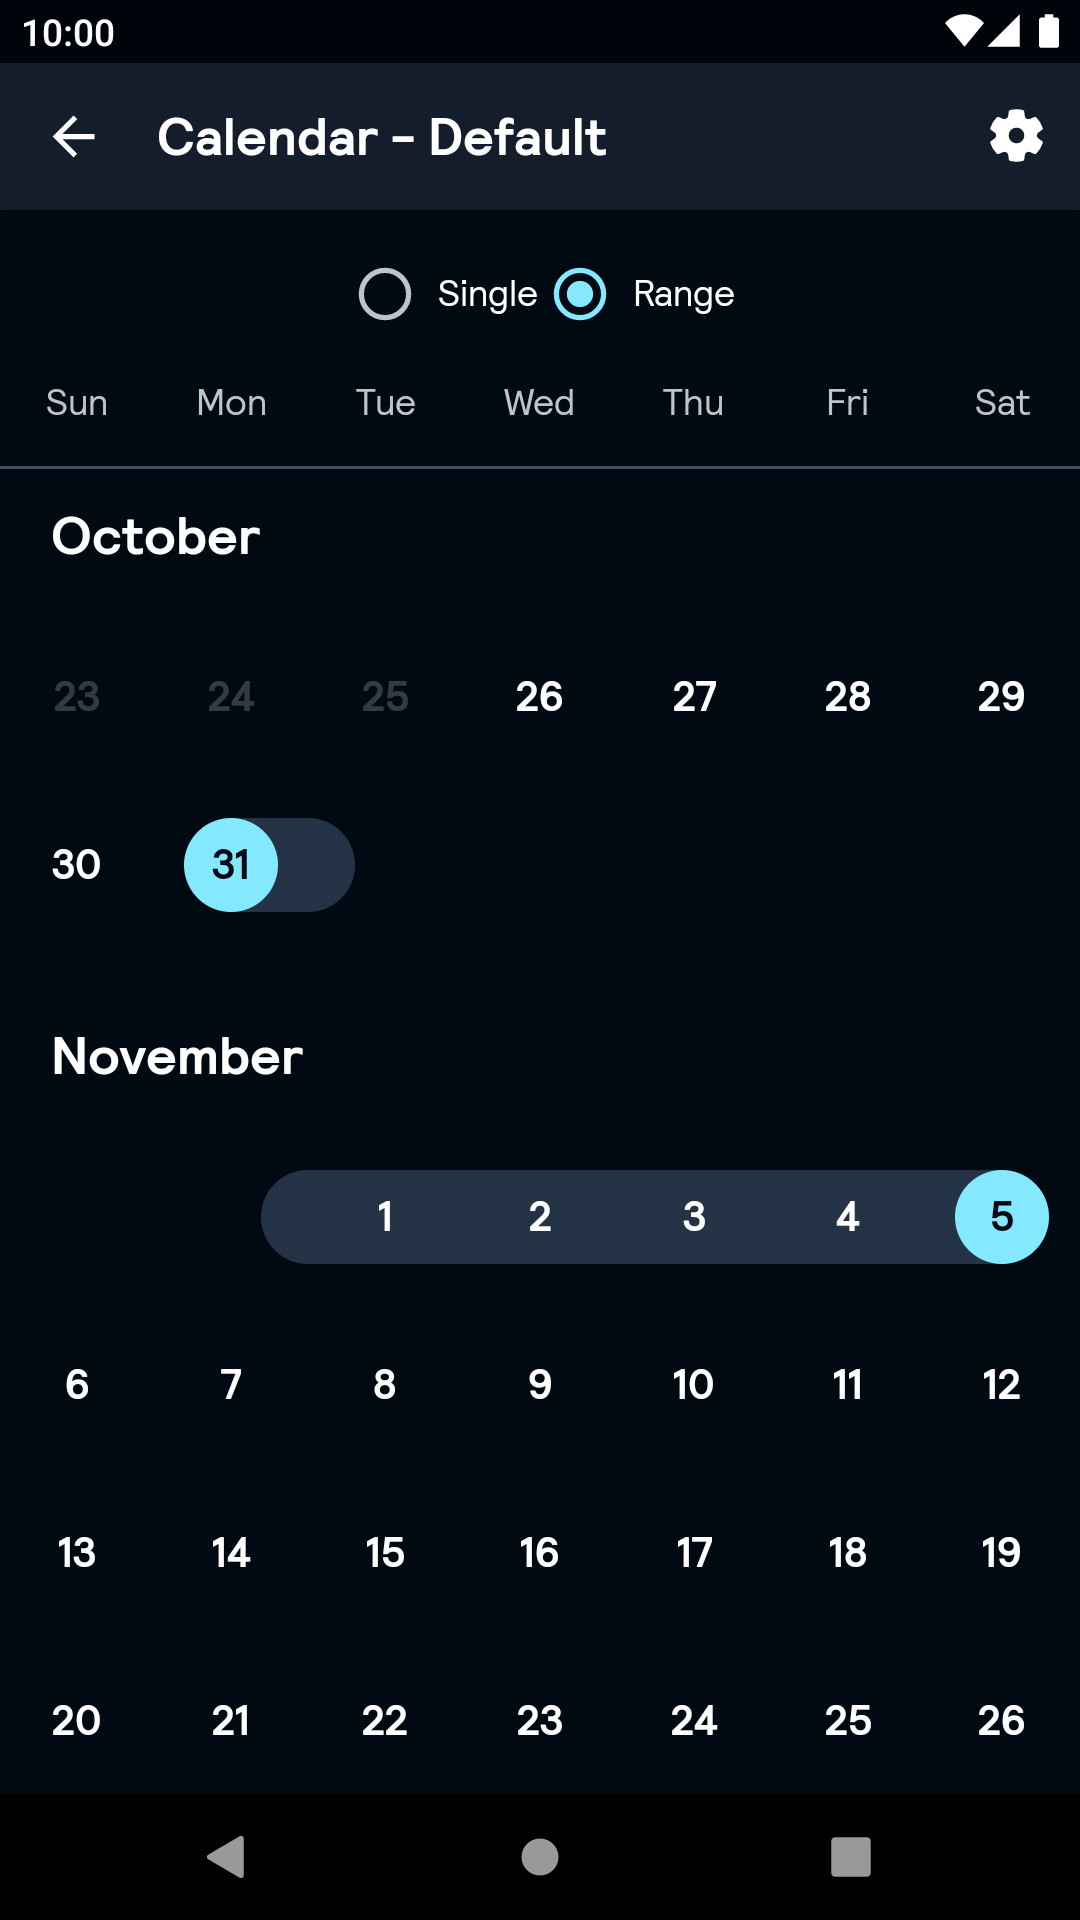 10:00
Calendar - Default
Single Range
Sun Mon Tue Wed Thu Fri Sat
October
23 24 25 26 27 28 29
30 31
November
1 2 3 4 5
6 7 8 9 10 11 12
13 14 15 16 17 18 19
20 21 22 23 24 25 26